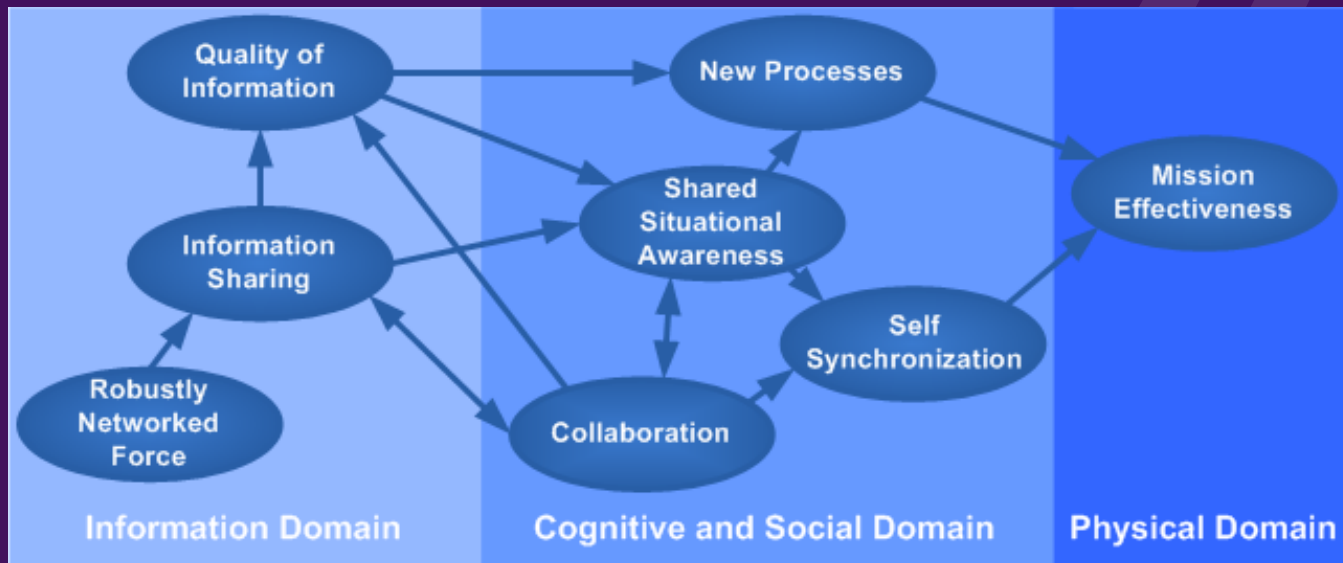 Quality of
Information
New Processes
Mission
Effectiveness
Shared
Situational
Awareness
Information
Sharing
Self
Synchronization
Robustly
Networked
Force
Collaboration
Information Domain
Cognitive and Social Domain
Physical Domain